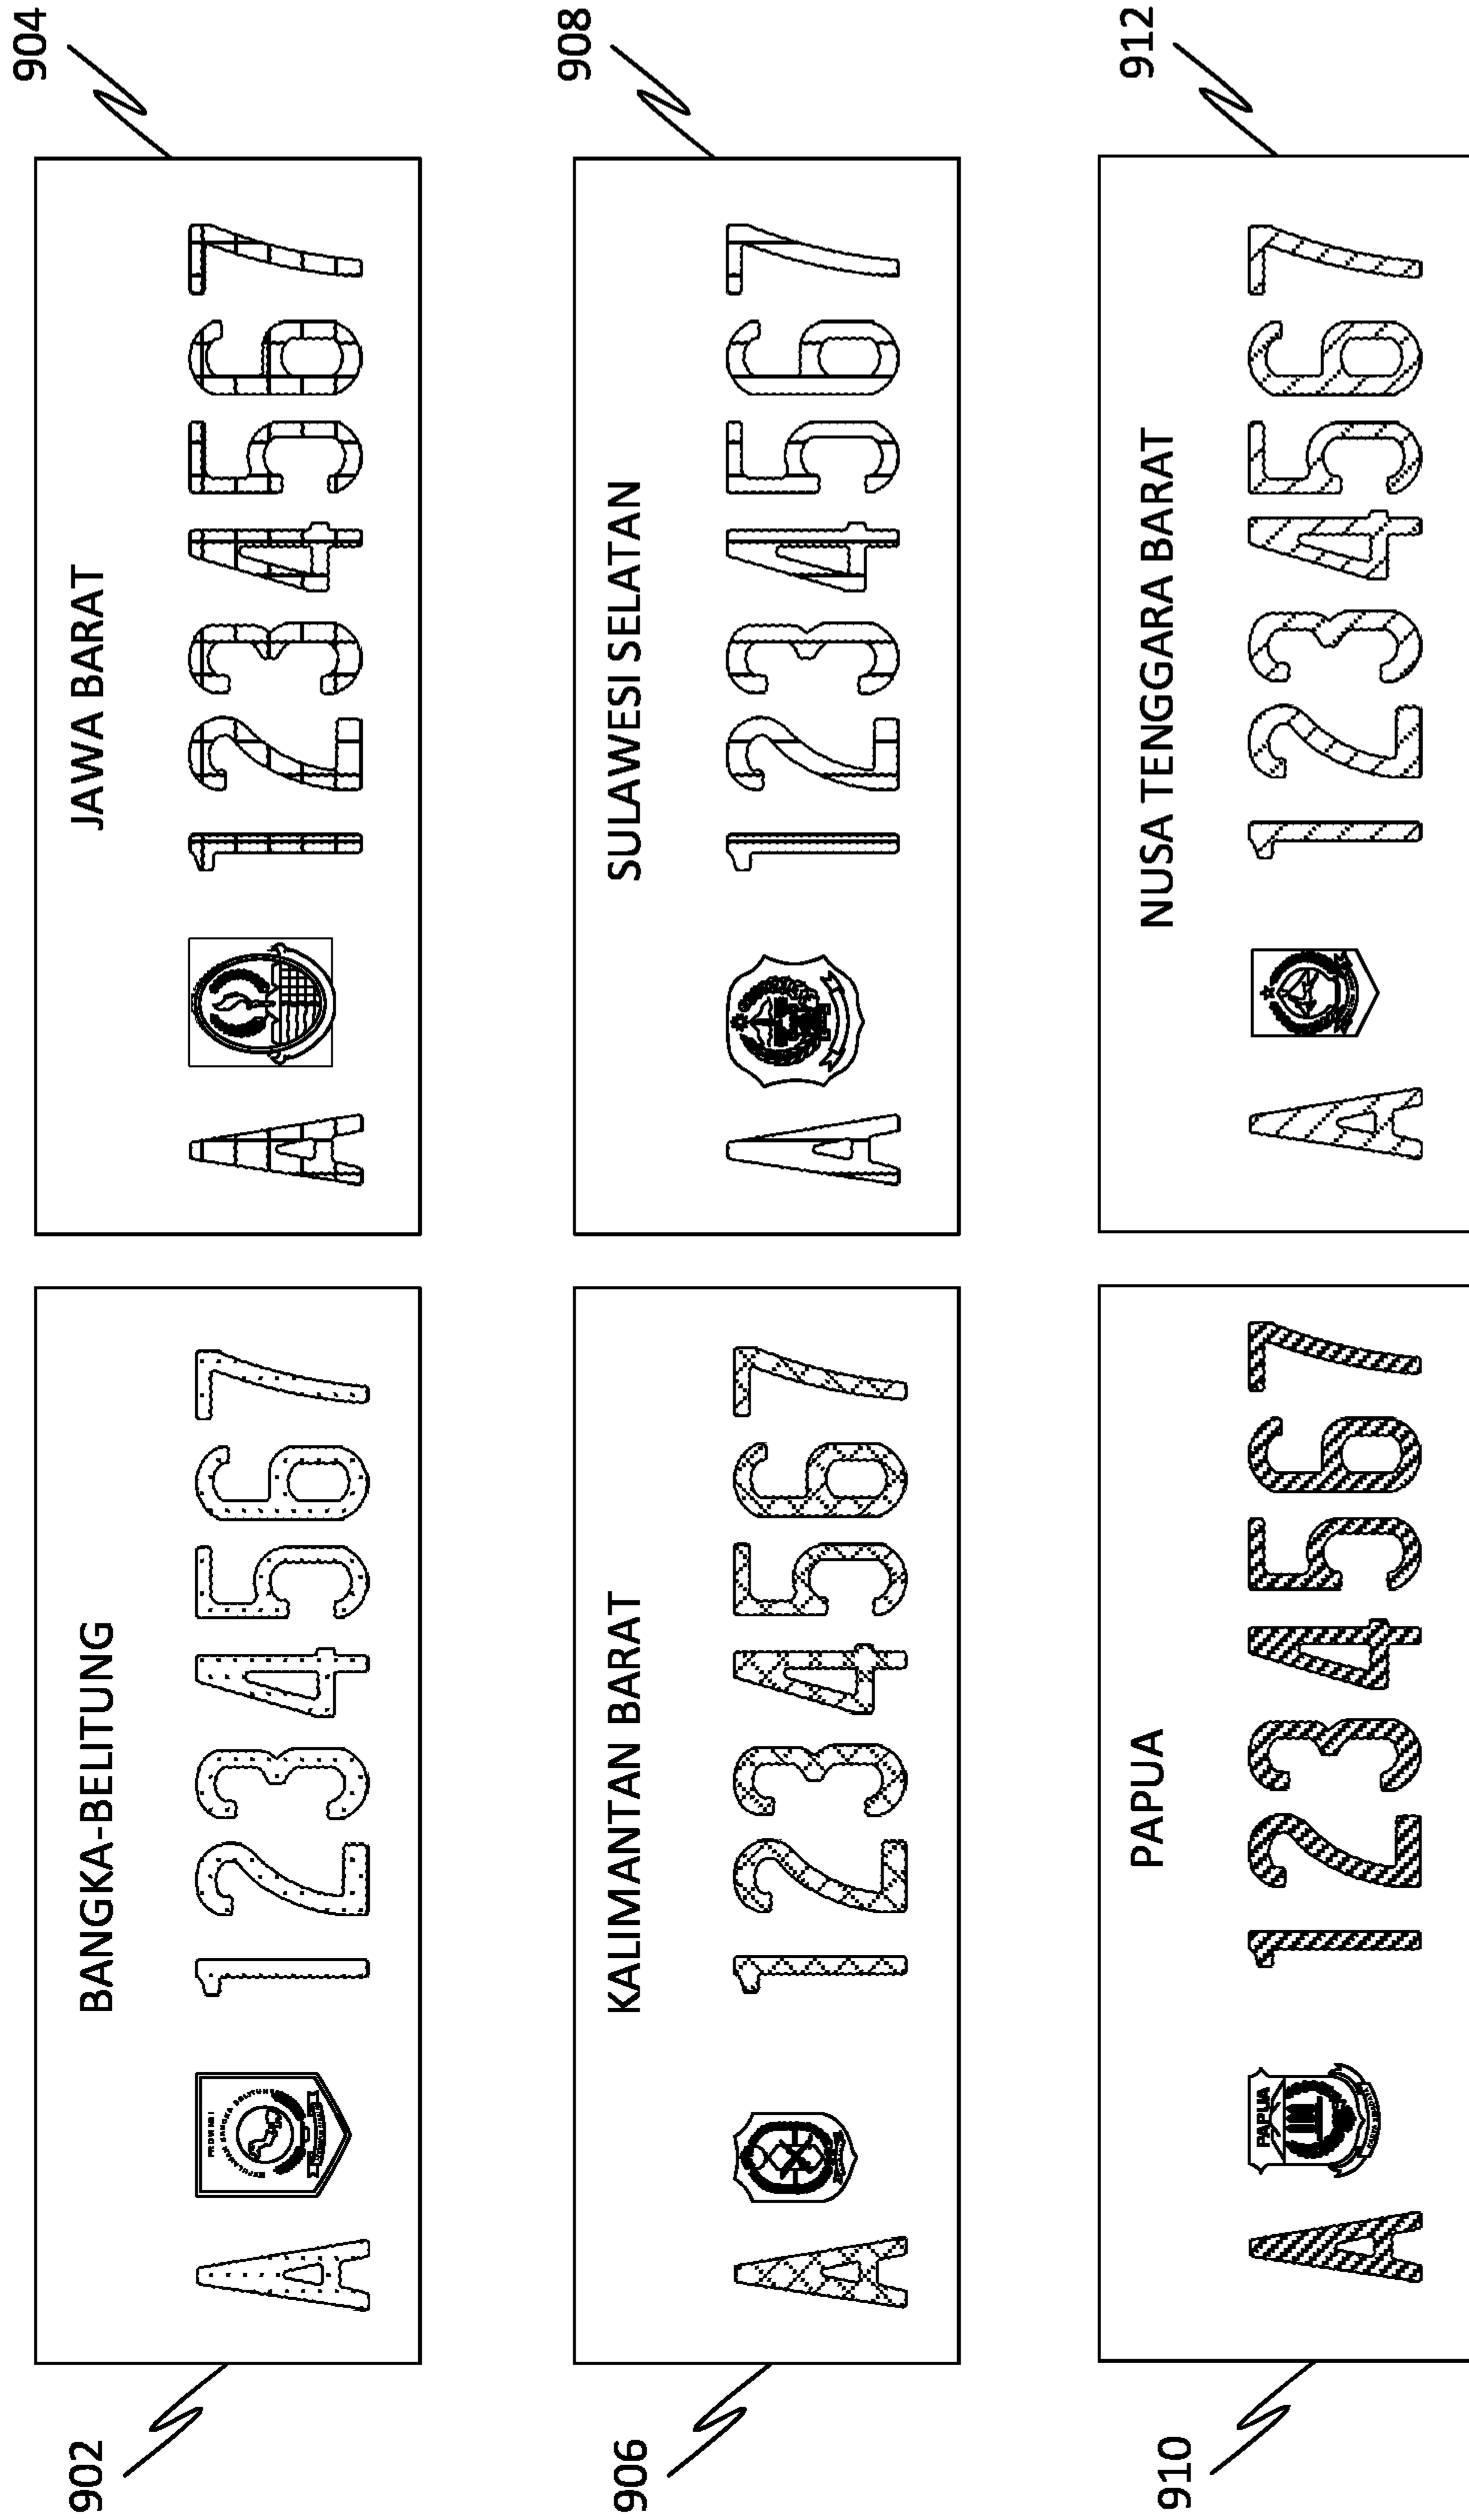 902
BANGKA-BELITUNG
A 1234567
904
JAWA BARAT
A 1234567
906
KALIMANTAN BARAT
A 1234567
908
SULAWESI SELATAN
A 1234567
910
PAPUA
PAPUA
A 1234567
912
NUSA TENGGARA BARAT
A 1234567